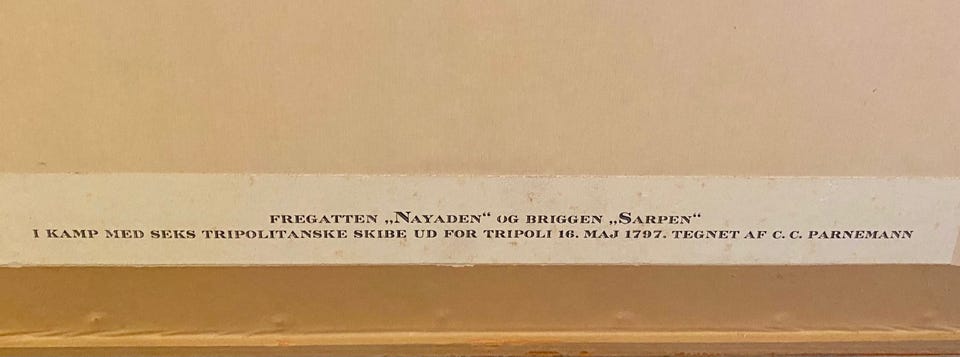 FREGATTEN „NAYADEN“ OG BRIGGEN „SARPEN“
I KAMP MED SEKS TRIPOLITANSKE SKIBE UD FOR TRIPOLI 16. MAJ 1797. TEGNET AF C. C. PARNEMANN